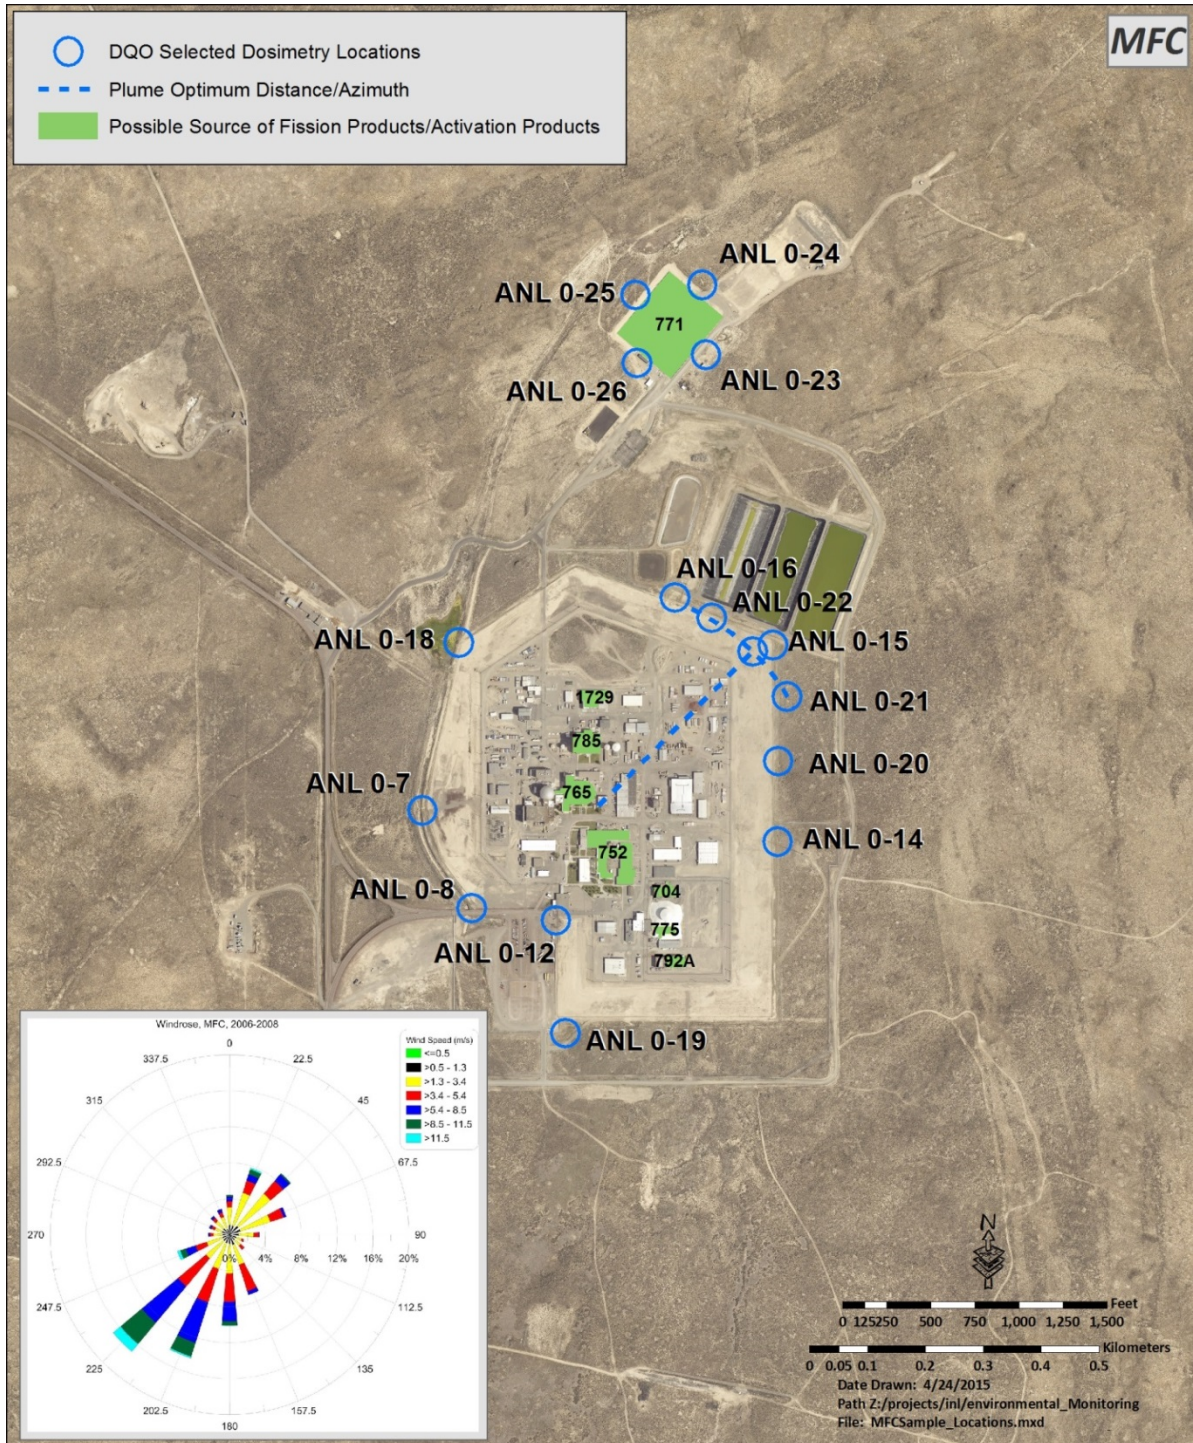 MFC
DQO Selected Dosimetry Locations
Plume Optimum Distance/Azimuth
Possible Source of Fission Products/Activation Products
ANL 0-24
ANL 0-25
771
ANL 0-23
ANL 0-26
ANL 0-16
ANL 0-22
ANL 0-18
ANL 0-15
1729
ANL 0-21
785
ANL 0-20
ANL 0-7
765
ANL 0-14
752
ANL 0-8
704
ANL 0-12
775
792A
ANL 0-19
Windrose, MFC, 2006-2008
0
337.5
22.5
315
45
292.5
67.5
270
90
0% 4% 8% 12% 16% 20%
247.5
112.5
225
135
202.5
157.5
180
Wind Speed (m/s)
<=0.5
>0.5 - 1.3
>1.3 - 3.4
>3.4 - 5.4
>5.4 - 8.5
>8.5 - 11.5
>11.5
N
Feet
0 125250 500 750 1,000 1,250 1,500
Kilometers
0 0.05 0.1 0.2 0.3 0.4 0.5
Date Drawn: 4/24/2015
Path Z:/projects/inl/environmental_Monitoring
File: MFCSample_Locations.mxd